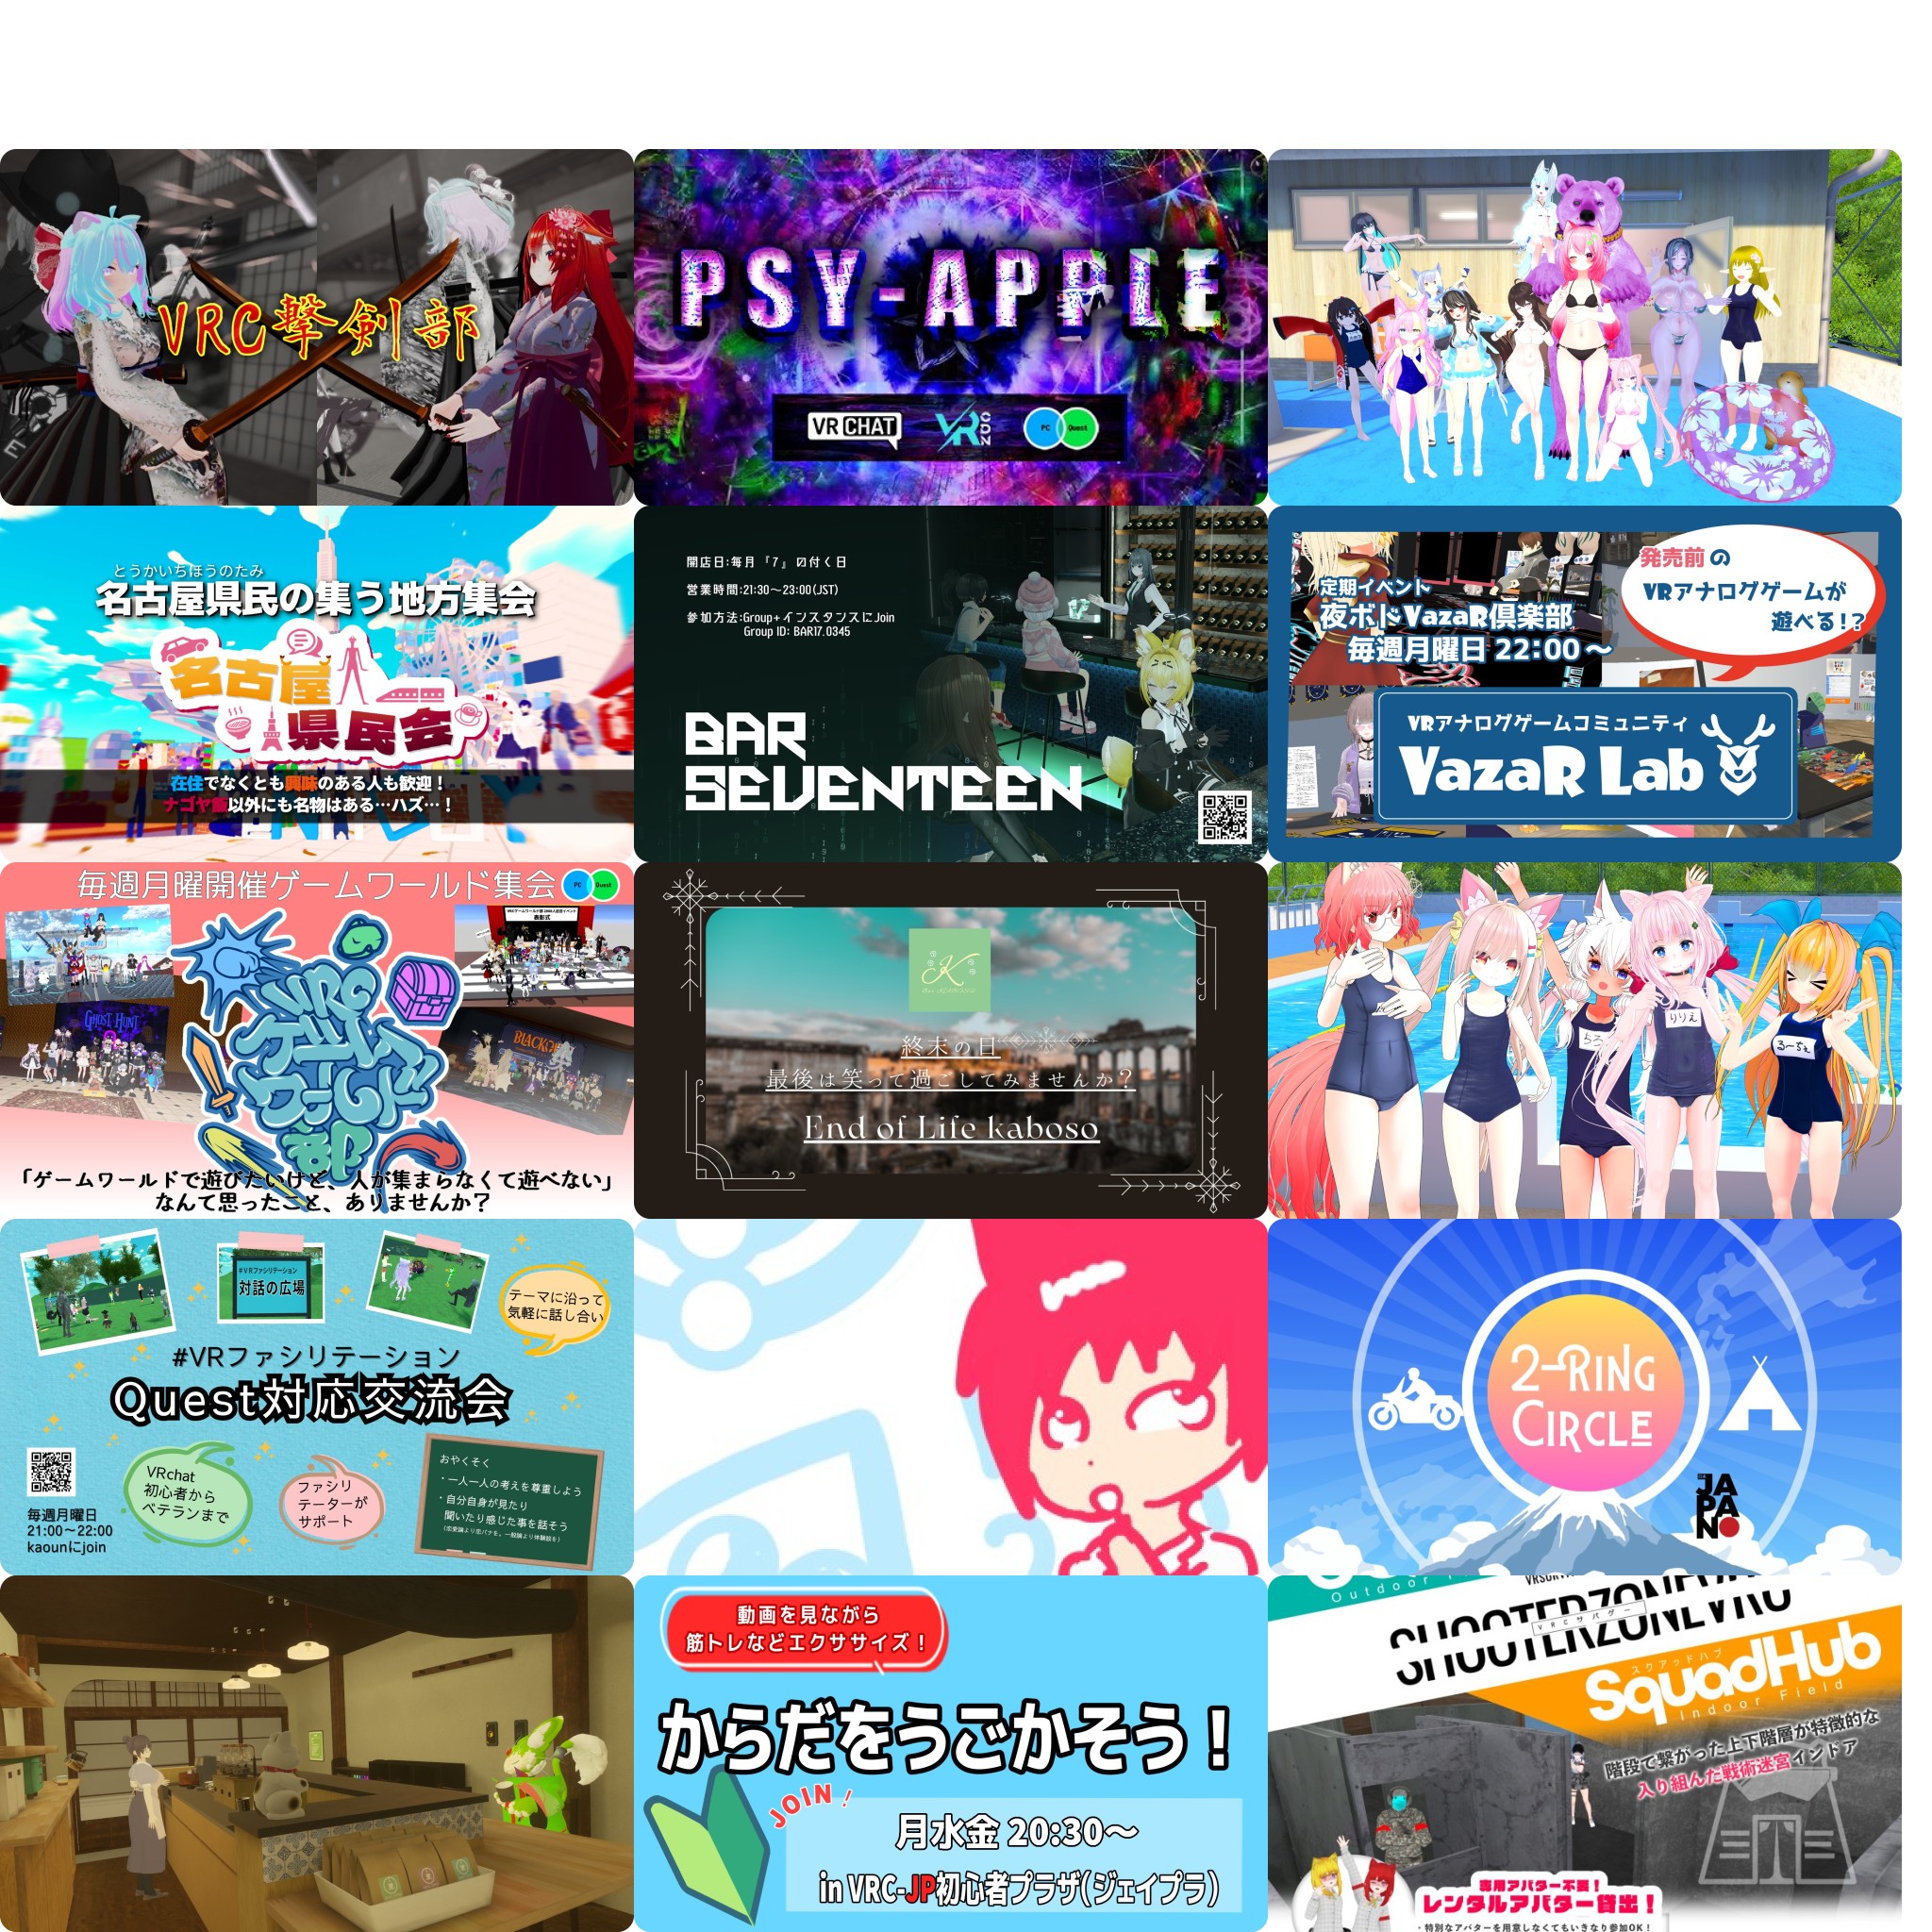 VRC撃剣部
PSY-APPLE
VR CHAT
VR
CDN
PC
Quest
とうかいちほうのたみ
名古屋県民の集う地方集会
名古屋
県民会
在住でなくとも興味のある人も歓迎！
ナゴヤ飯以外にも名物はある…ハズ…！
開店日:毎月『7』の付く日
営業時間:21:30～23:00(JST)
参加方法:Group+インスタンスにJoin
Group ID: BAR17.0345
BAR
SEVENTEEN
定期イベント
夜ボドVazaR倶楽部
毎週月曜日 22:00～
発売前の
VRアナログゲームが
遊べる!?
VRアナログゲームコミュニティ
VazaR Lab
毎週月曜開催ゲームワールド集会
PC
Quest
表彰式
GHOST HUNT
VRC
ゲーム
ワールド
部
「ゲームワールドで遊びたいけど、人が集まらなくて遊べない」
なんて思ったこと、ありませんか？
K
終末の日
最後は笑って過ごしてみませんか？
End of Life kaboso
りりえ
るーちぇ
#VRファシリテーション
対話の広場
テーマに沿って
気軽に話し合い
#VRファシリテーション
Quest対応交流会
VRchat
初心者から
ベテランまで
ファシリ
テーターが
サポート
おやくそく
・一人一人の考えを尊重しよう
・自分自身が見たり
聞いたり感じた事を話そう
毎週月曜日
21:00～22:00
kaounにjoin
2-RING
CIRCLE
JA
PA
N
動画を見ながら
筋トレなどエクササイズ！
からだをうごかそう！
JOIN！
月水金 20:30～
in VRC-JP初心者プラザ(ジェイプラ)
Outdoor
SHOOTERZONEVRC
VRCサバゲー
スクアッドハブ
SquadHub
Indoor Field
階段で繋がった上下階層が特徴的な
入り組んだ戦術迷宮インドア
専用アバター不要！
レンタルアバター貸出！
・特別なアバターを用意しなくてもいきなり参加OK！